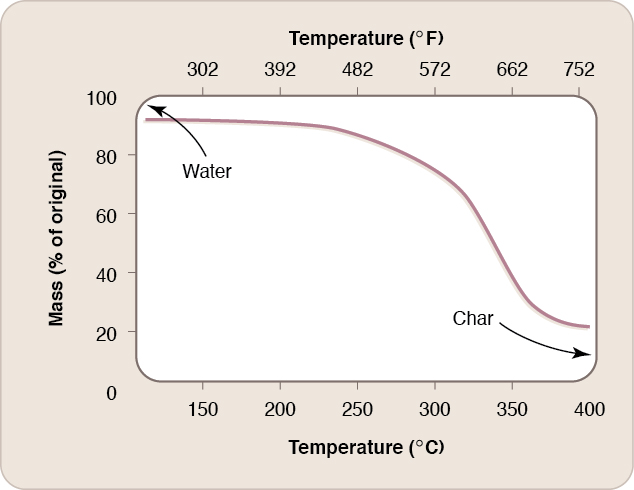 Temperature (°F)
302 392 482 572 662 752
100
80
60
40
20
0
Mass (% of original)
Water
Char
150 200 250 300 350 400
Temperature (°C)